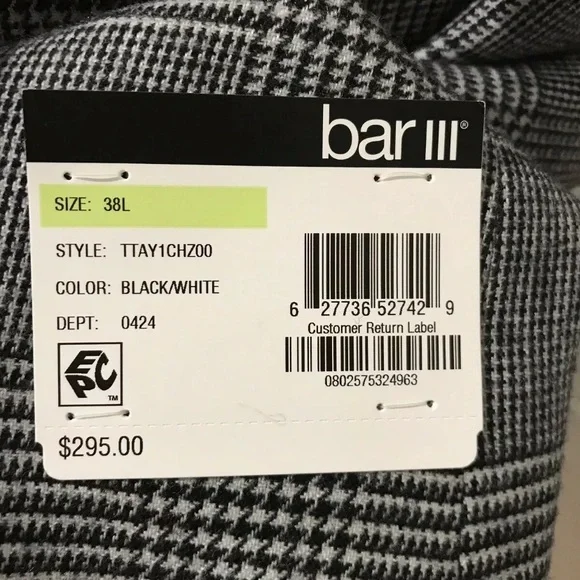 bar III®
SIZE: 38L
STYLE: TTAY1CHZ00
COLOR: BLACK/WHITE
DEPT: 0424
6 27736 52742 9
Customer Return Label
0802575324963
EPC TM
$295.00